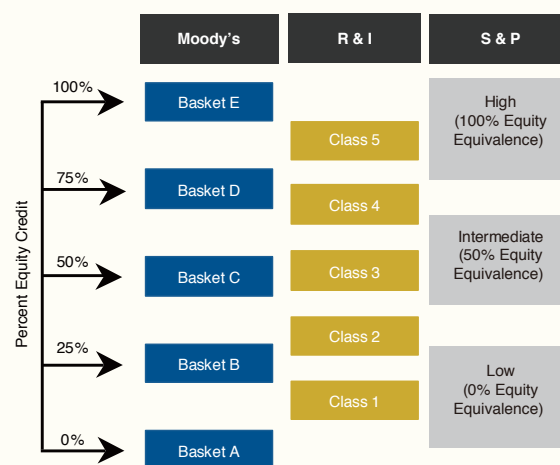 Moody's
R & I
S & P
Percent Equity Credit
100%
75%
50%
25%
0%
Basket E
Basket D
Basket C
Basket B
Basket A
Class 5
Class 4
Class 3
Class 2
Class 1
High
(100% Equity
Equivalence)
Intermediate
(50% Equity
Equivalence)
Low
(0% Equity
Equivalence)